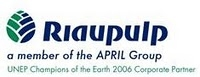 Riaupulp
a member of the APRIL Group
UNEP Champions of the Earth 2006 Corporate Partner